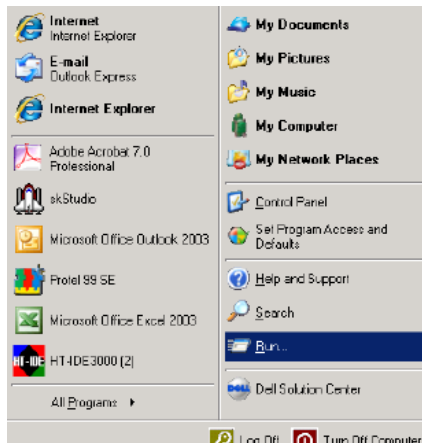 Internet
Internet Explorer
E-mail
Outlook Express
Internet Explorer
Adobe Acrobat 7.0
Professional
skStudio
Microsoft Office Outlook 2003
Protel 99 SE
Microsoft Office Excel 2003
HT-IDE
HT-IDE3000 (2)
All Programs
My Documents
My Pictures
My Music
My Computer
My Network Places
Control Panel
Set Program Access and
Defaults
Help and Support
Search
Run...
DELL
Dell Solution Center
Log Off
Turn Off Computer